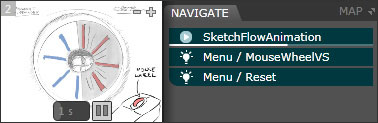 2
NAVIGATE
MAP
SketchFlowAnimation
Menu / MouseWheelVS
Menu / Reset
MOUSE
WHEEL
1 s